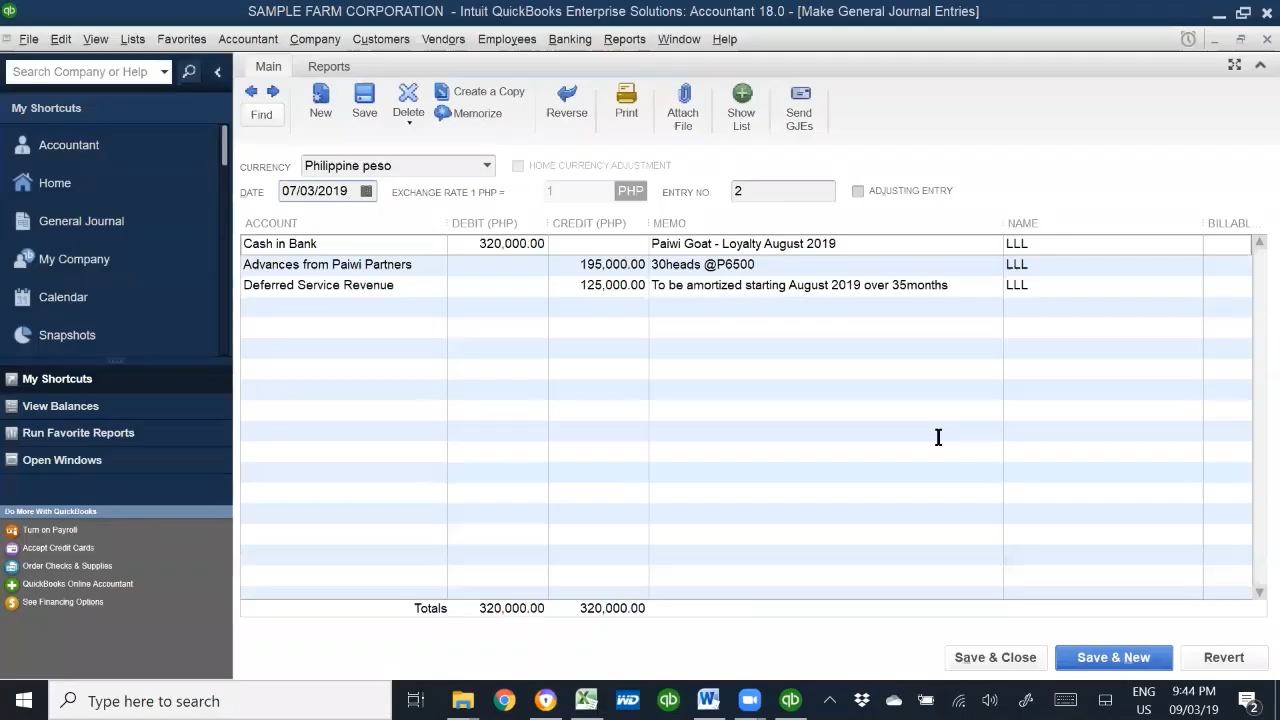 SAMPLE FARM CORPORATION - Intuit QuickBooks Enterprise Solutions: Accountant 18.0 - [Make General Journal Entries]
File Edit View Lists Favorites Accountant Company Customers Vendors Employees Banking Reports Window Help
Search Company or Help
Main Reports
My Shortcuts
Find New Save Delete Create a Copy Memorize Reverse Print Attach File Show List Send GJEs
Accountant
Home
General Journal
My Company
Calendar
Snapshots
My Shortcuts
View Balances
Run Favorite Reports
Open Windows
Do More With QuickBooks
Turn on Payroll
Accept Credit Cards
Order Checks & Supplies
QuickBooks Online Accountant
See Financing Options
CURRENCY Philippine peso HOME CURRENCY ADJUSTMENT
DATE 07/03/2019 EXCHANGE RATE 1 PHP = 1 PHP ENTRY NO. 2 ADJUSTING ENTRY
ACCOUNT DEBIT (PHP) CREDIT (PHP) MEMO NAME BILLABL...
Cash in Bank 320,000.00 Paiwi Goat - Loyalty August 2019 LLL
Advances from Paiwi Partners 195,000.00 30heads @P6500 LLL
Deferred Service Revenue 125,000.00 To be amortized starting August 2019 over 35months LLL
Totals 320,000.00 320,000.00
Save & Close Save & New Revert
Type here to search
WD
qb
W
qb
ENG
US
9:44 PM
09/03/19
2